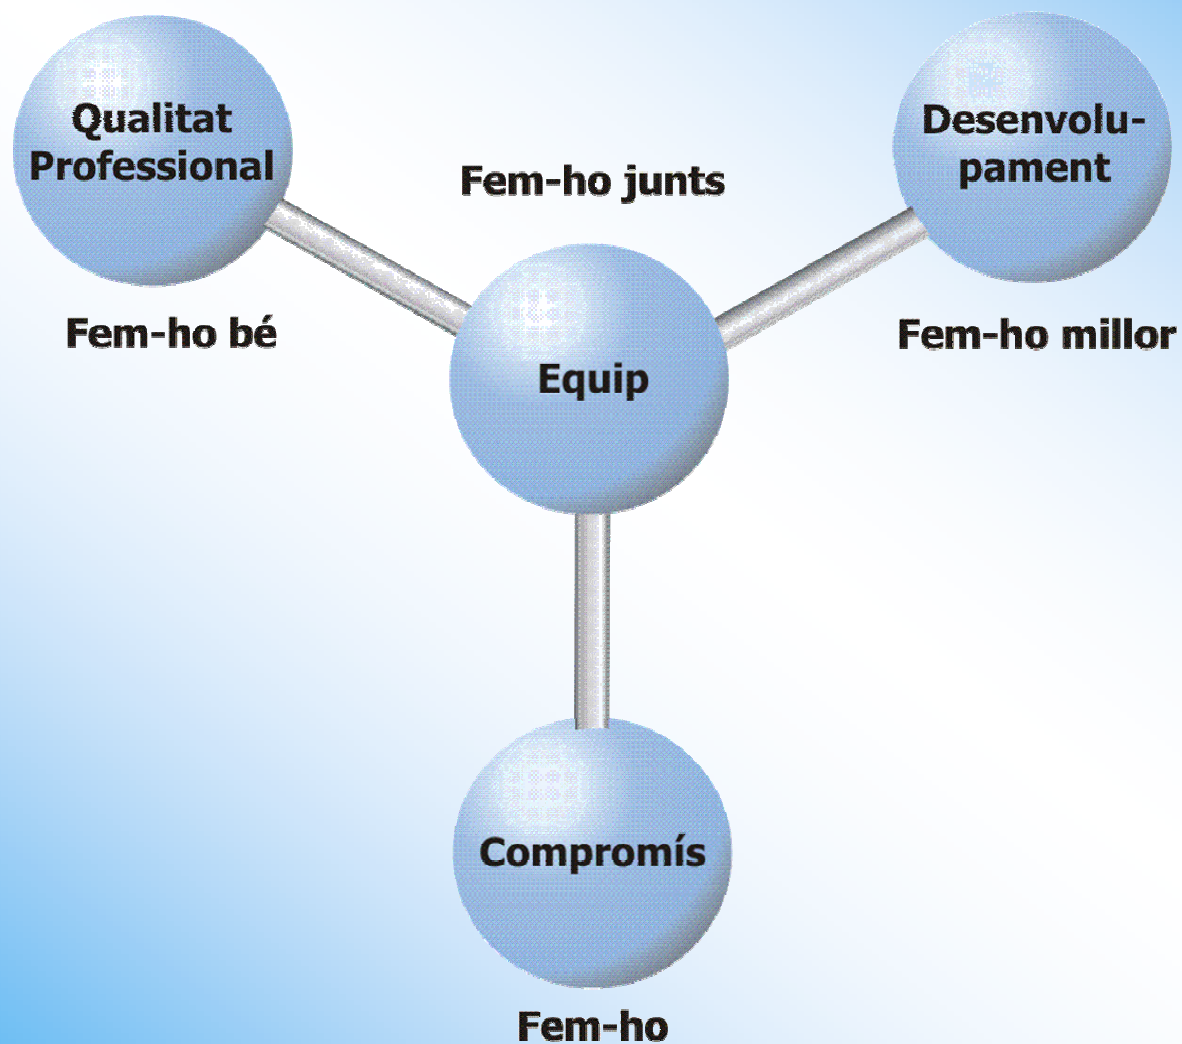 Qualitat
Professional
Fem-ho bé
Fem-ho junts
Equip
Desenvolu-
pament
Fem-ho millor
Compromís
Fem-ho